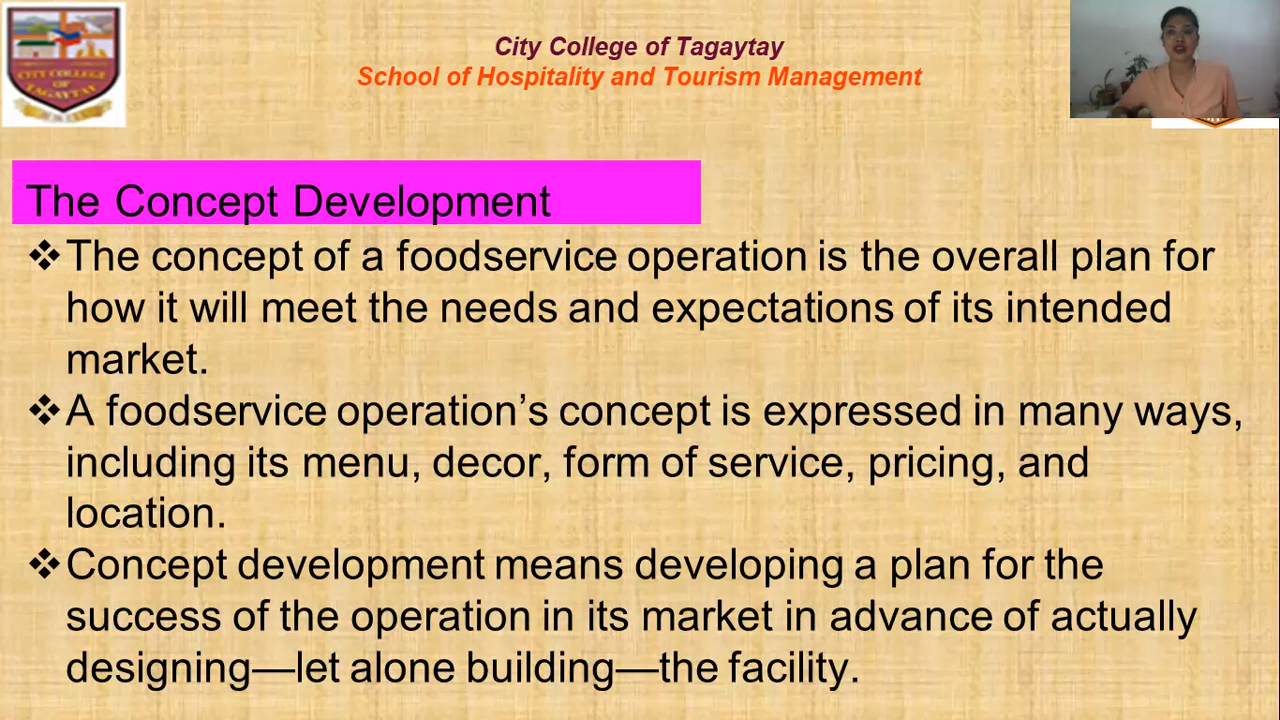 City College of Tagaytay
School of Hospitality and Tourism Management
CITY COLLEGE
OF
TAGAYTAY
The Concept Development
❖The concept of a foodservice operation is the overall plan for
how it will meet the needs and expectations of its intended
market.
❖A foodservice operation’s concept is expressed in many ways,
including its menu, decor, form of service, pricing, and
location.
❖Concept development means developing a plan for the
success of the operation in its market in advance of actually
designing—let alone building—the facility.